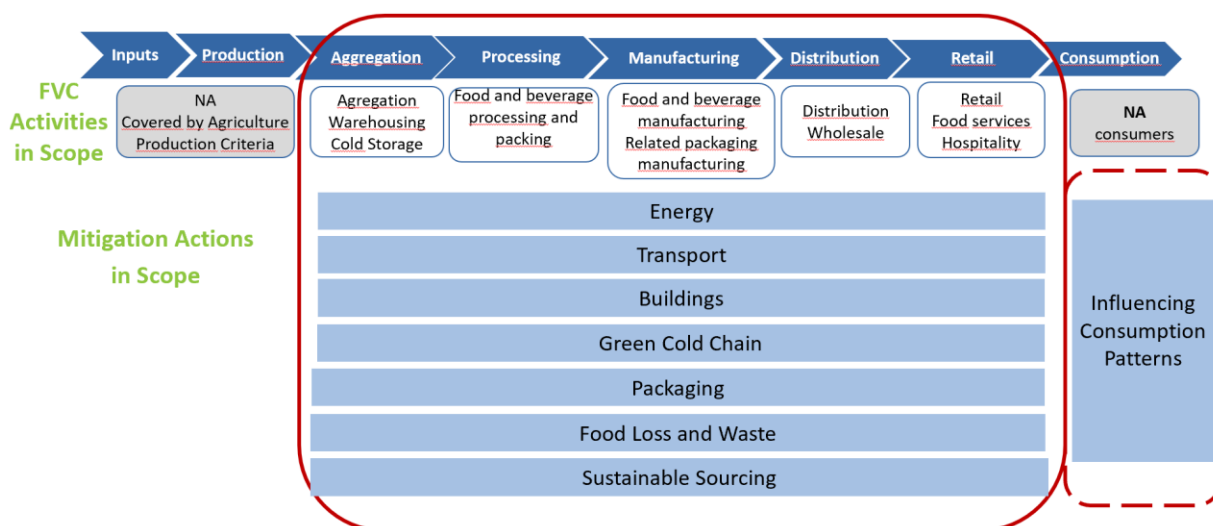 Inputs
Production
Aggregation
Processing
Manufacturing
Distribution
Retail
Consumption
FVC
Activities
in Scope
NA
Covered by Agriculture
Production Criteria
Agregation
Warehousing
Cold Storage
Food and beverage
processing and
packing
Food and beverage
manufacturing
Related packaging
manufacturing
Distribution
Wholesale
Retail
Food services
Hospitality
NA
consumers
Mitigation Actions
in Scope
Energy
Transport
Buildings
Green Cold Chain
Packaging
Food Loss and Waste
Sustainable Sourcing
Influencing
Consumption
Patterns